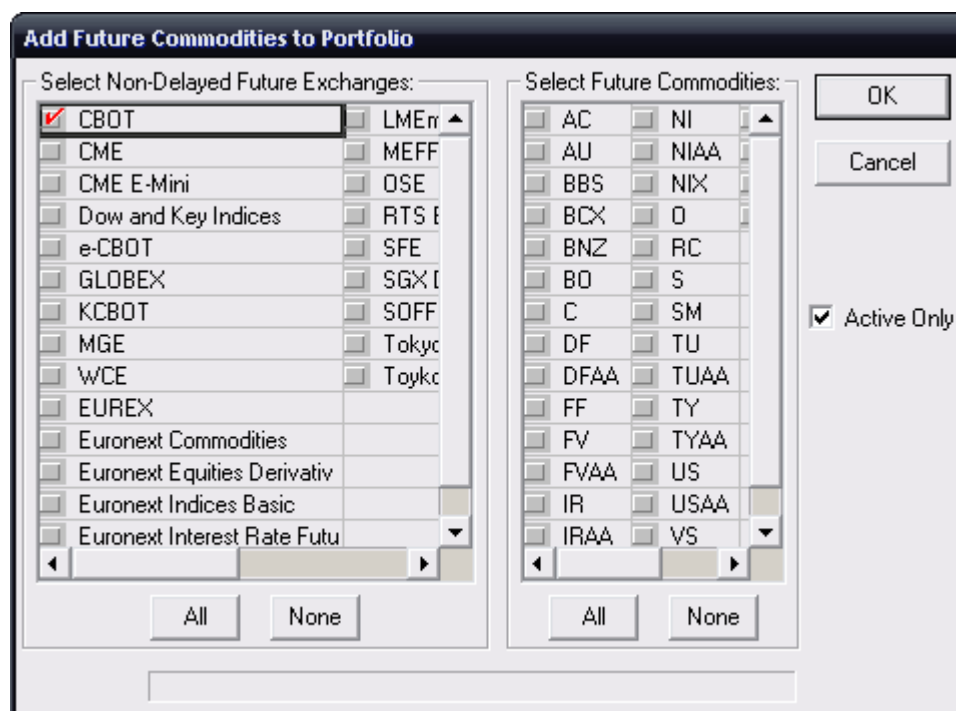 Add Future Commodities to Portfolio
Select Non-Delayed Future Exchanges:
Select Future Commodities:
OK
Cancel
CBOT
CME
CME E-Mini
Dow and Key Indices
e-CBOT
GLOBEX
KCBOT
MGE
WCE
EUREX
Euronext Commodities
Euronext Equities Derivativ
Euronext Indices Basic
Euronext Interest Rate Futu
MEFF
OSE
RTS
SFE
SGX
SOFF
Tokyc
Toykc
AC
AU
BBS
BCX
BNZ
BO
C
DF
DFAA
FF
FV
FVAA
IR
IRAA
NI
NIAA
NIX
O
RC
S
SM
TU
TUAA
TY
TYAA
US
USAA
VS
Active Only
All
None
All
None